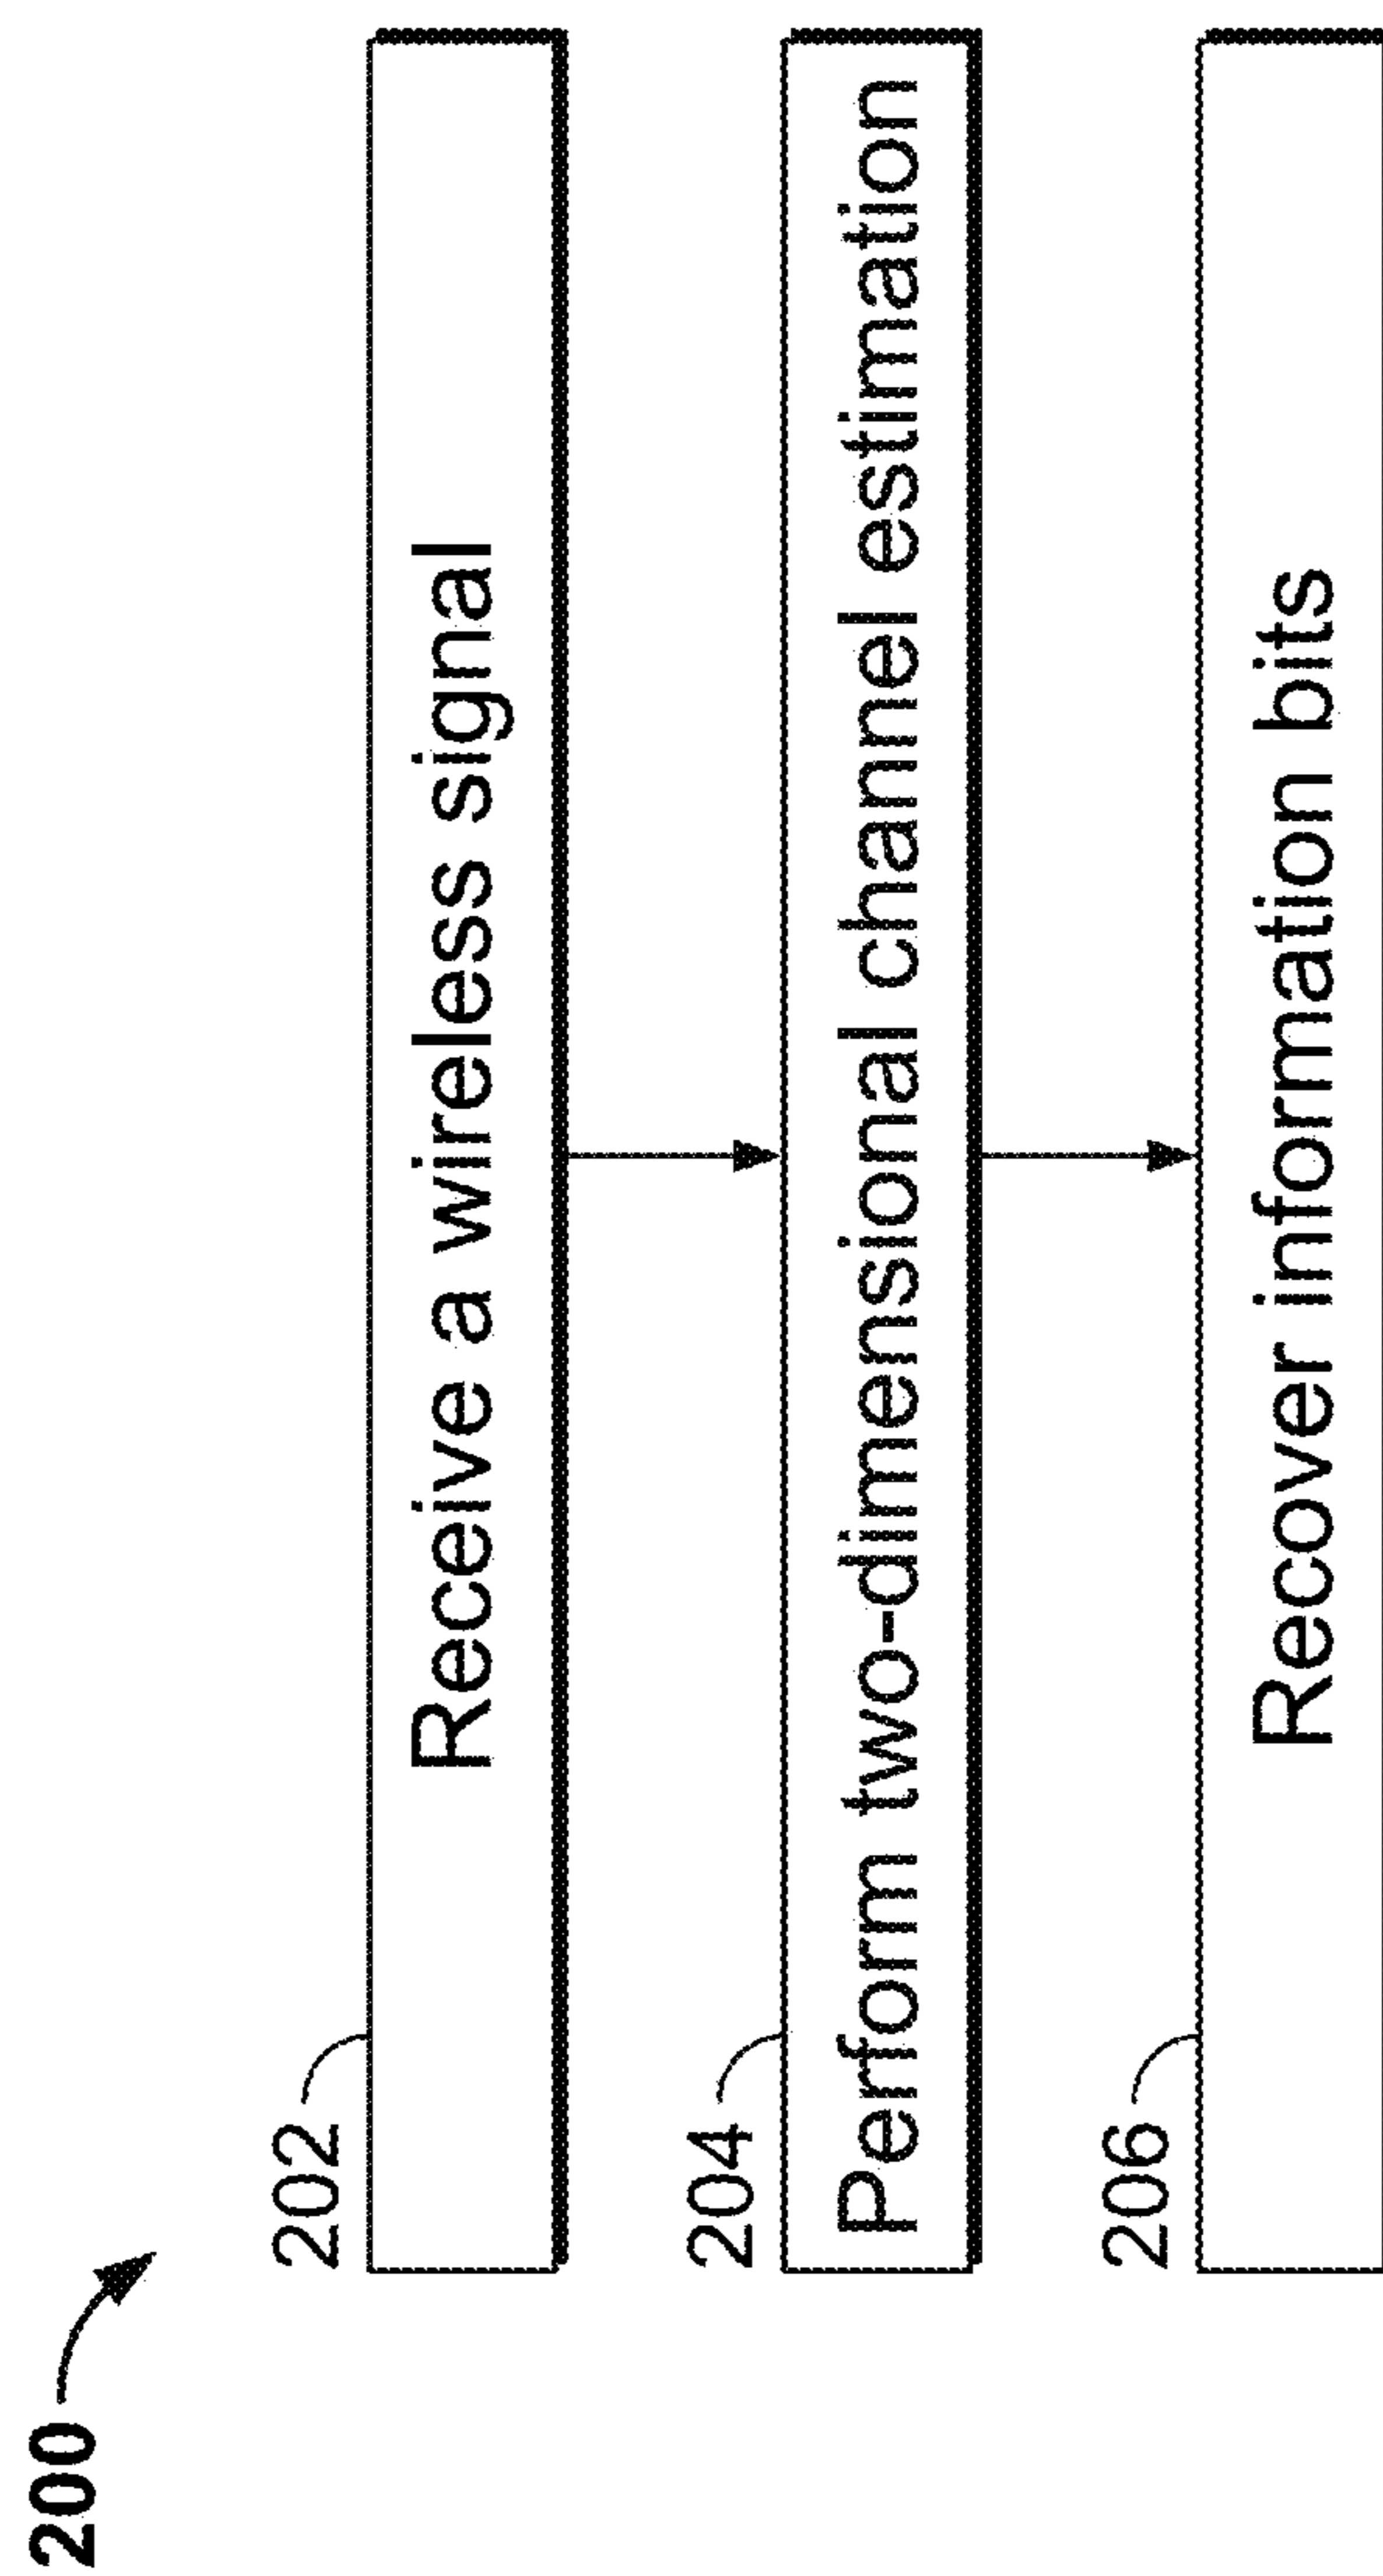 200
202
Receive a wireless signal
204
Perform two-dimensional channel estimation
206
Recover information bits